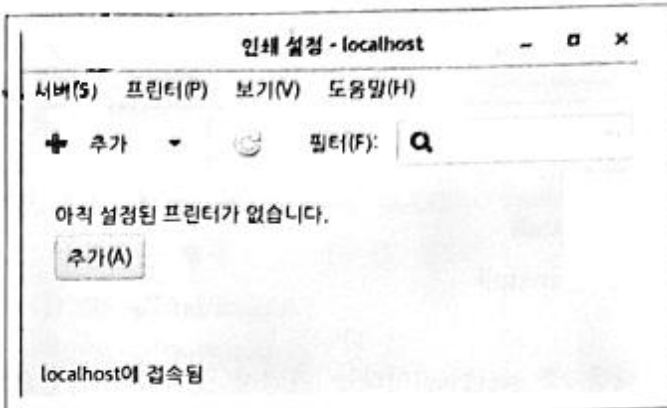 인쇄 설정 - localhost
서버(S) 프린터(P) 보기(V) 도움말(H)
추가 필터(F):
아직 설정된 프린터가 없습니다.
추가(A)
localhost에 접속됨